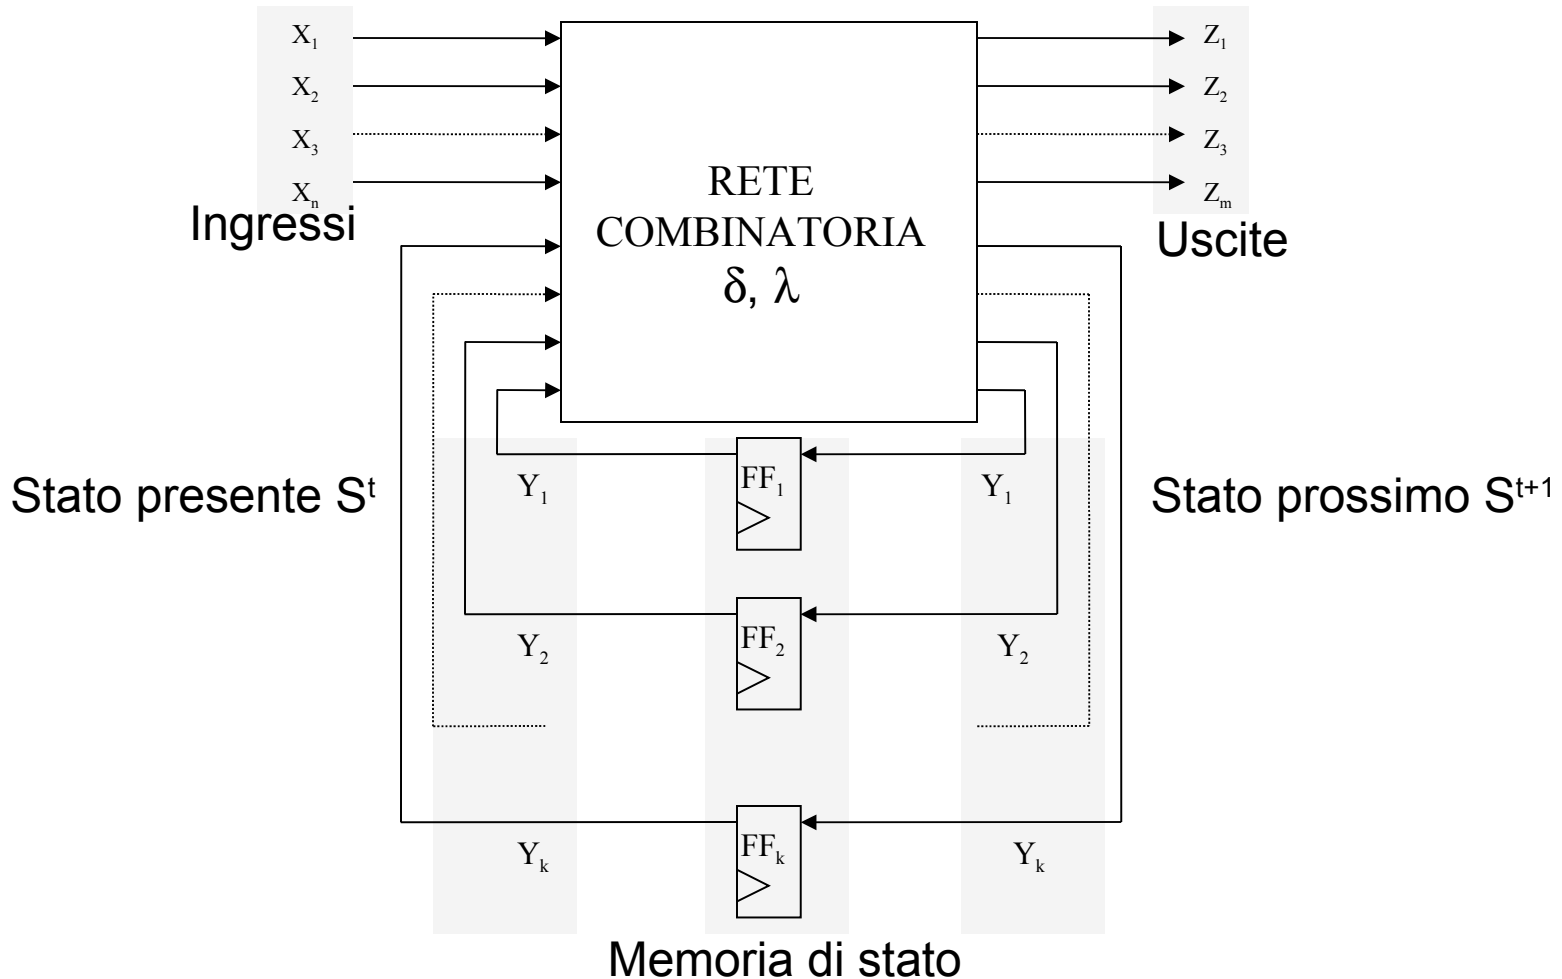 X₁
X₂
X₃
Xₙ
Ingressi
RETE
COMBINATORIA
δ, λ
Z₁
Z₂
Z₃
Zₘ
Uscite
Stato presente Sᵗ
Y₁
FF₁
Y₁
Stato prossimo Sᵗ⁺¹
Y₂
FF₂
Y₂
Yₖ
FFₖ
Yₖ
Memoria di stato